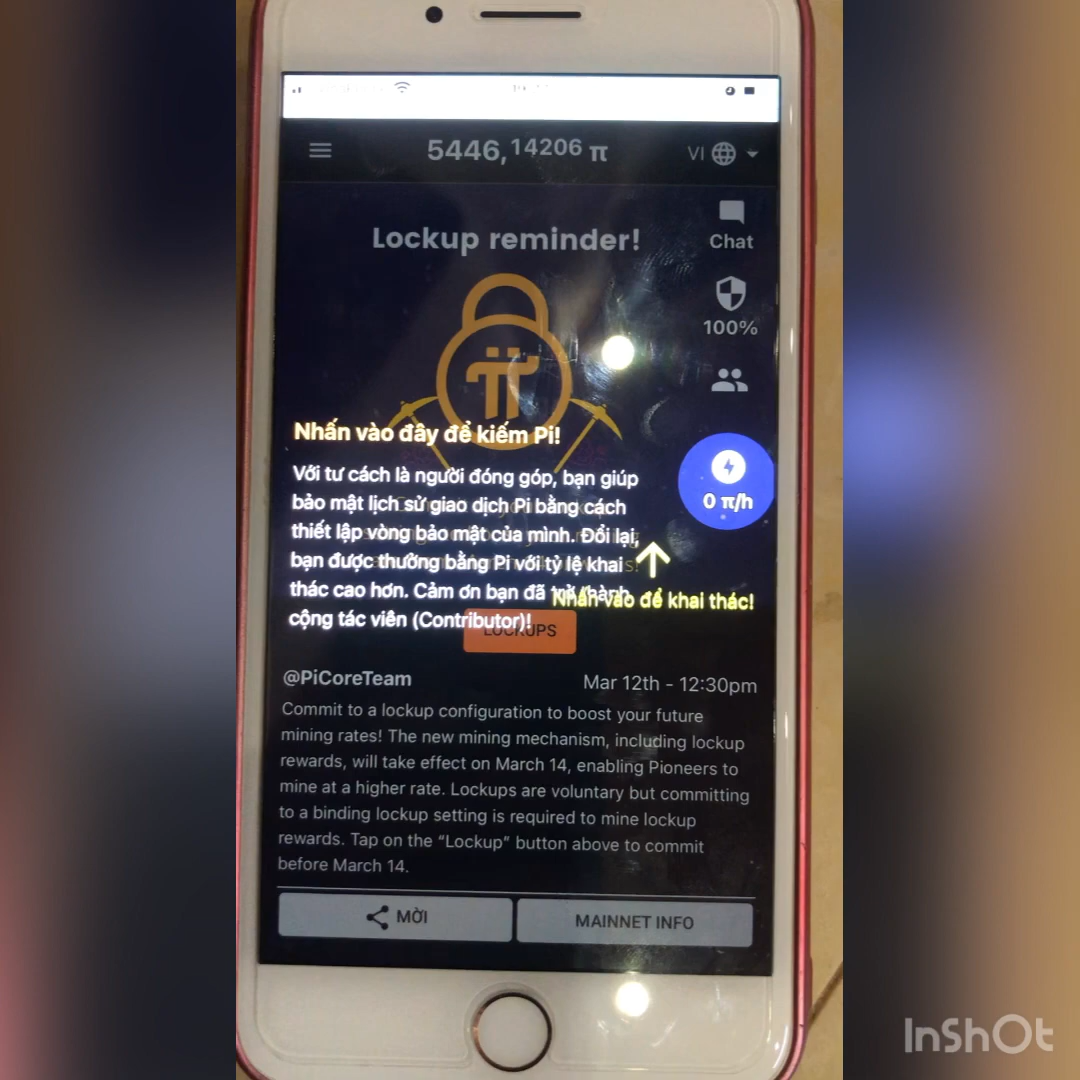 5446,14206 π
VI
Lockup reminder!
Chat
100%
Nhấn vào đây để kiếm Pi!
Với tư cách là người đóng góp, bạn giúp
bảo mật lịch sử giao dịch Pi bằng cách
thiết lập vòng bảo mật của mình. Đổi lại,
bạn được thưởng bằng Pi với tỷ lệ khai
thác cao hơn. Cảm ơn bạn đã trở thành
cộng tác viên (Contributor)!
0 π/h
Nhấn vào để khai thác!
LOCKUPS
@PiCoreTeam
Mar 12th - 12:30pm
Commit to a lockup configuration to boost your future
mining rates! The new mining mechanism, including lockup
rewards, will take effect on March 14, enabling Pioneers to
mine at a higher rate. Lockups are voluntary but committing
to a binding lockup setting is required to mine lockup
rewards. Tap on the “Lockup” button above to commit
before March 14.
MỜI
MAINNET INFO
InShOt